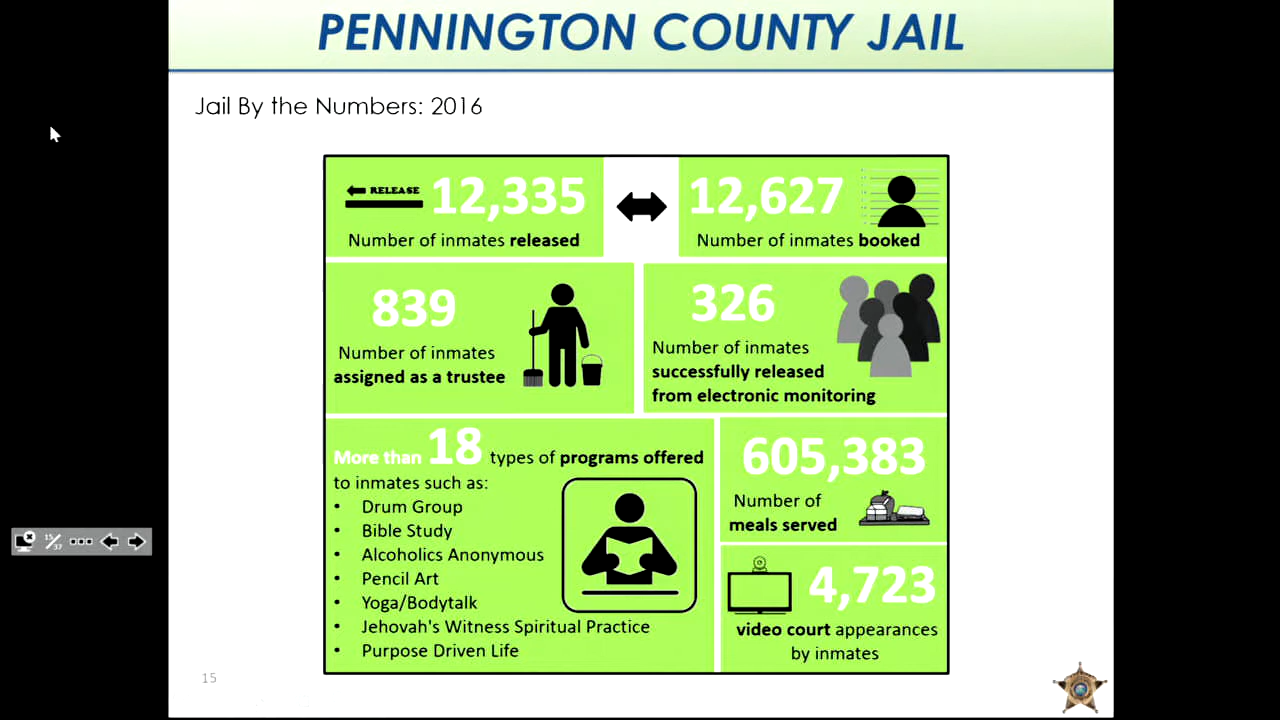 PENNINGTON COUNTY JAIL
Jail By the Numbers: 2016
RELEASE 12,335
Number of inmates released
12,627
Number of inmates booked
839
Number of inmates
assigned as a trustee
326
Number of inmates
successfully released
from electronic monitoring
More than 18 types of programs offered
to inmates such as:
• Drum Group
• Bible Study
• Alcoholics Anonymous
• Pencil Art
• Yoga/Bodytalk
• Jehovah's Witness Spiritual Practice
• Purpose Driven Life
605,383
Number of
meals served
4,723
video court appearances
by inmates
15/37
15